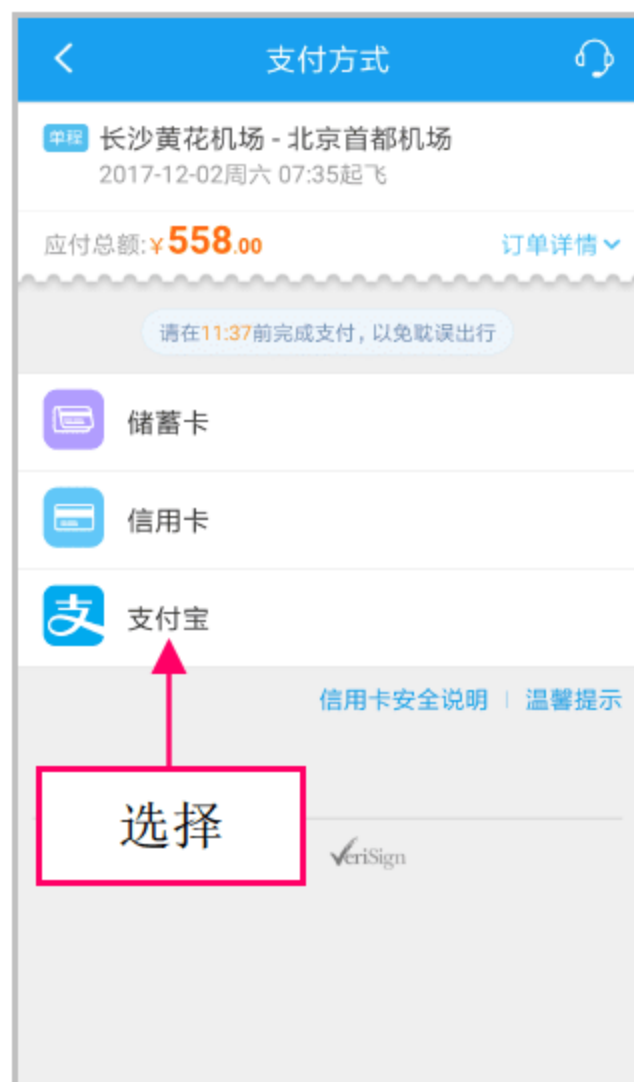 支付方式
单程 长沙黄花机场 - 北京首都机场
2017-12-02周六 07:35起飞
应付总额:¥558.00 订单详情
请在11:37前完成支付，以免耽误出行
储蓄卡
信用卡
支 支付宝
信用卡安全说明 | 温馨提示
选择
VeriSign